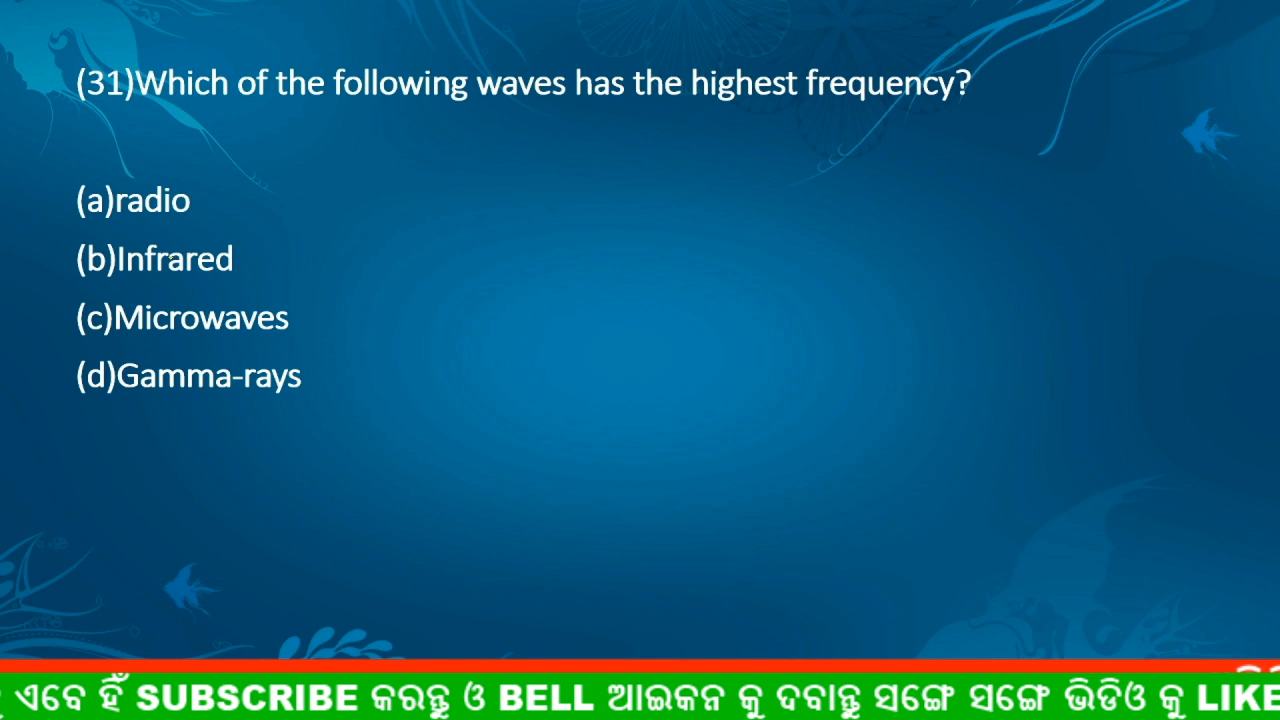 (31)Which of the following waves has the highest frequency?
(a)radio
(b)Infrared
(c)Microwaves
(d)Gamma-rays
ଏବେ ହିଁ SUBSCRIBE କରନ୍ତୁ ଓ BELL ଆଇକନ କୁ ଦବାନ୍ତୁ ସଙ୍ଗେ ସଙ୍ଗେ ଭିଡିଓ କୁ LIKE